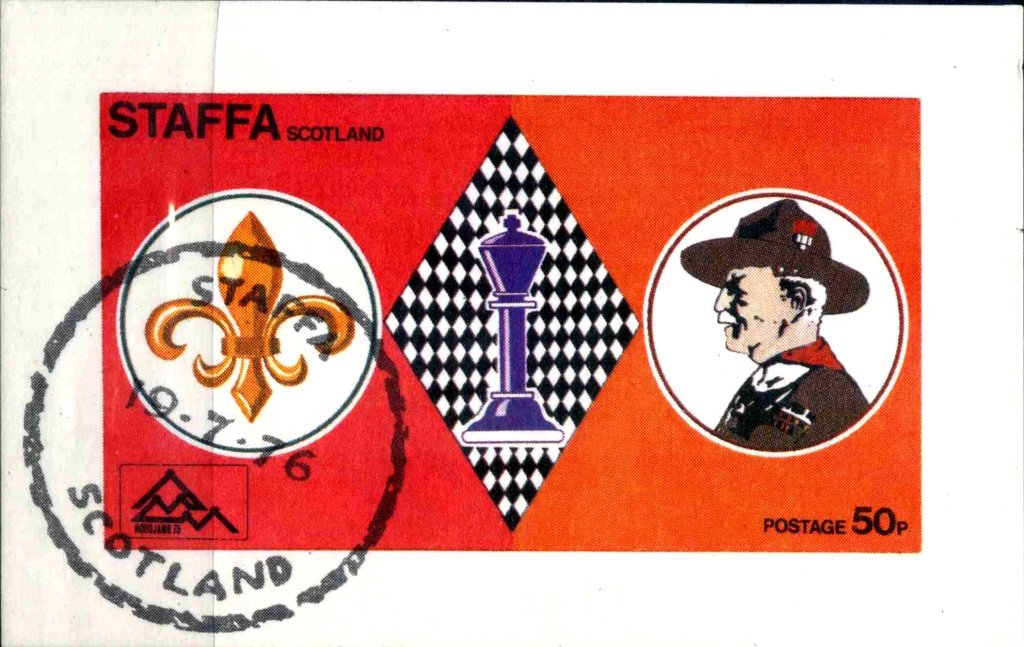 STAFFA SCOTLAND
STAFFA
19.7.76
NORDJAMB 75
SCOTLAND
POSTAGE 50P